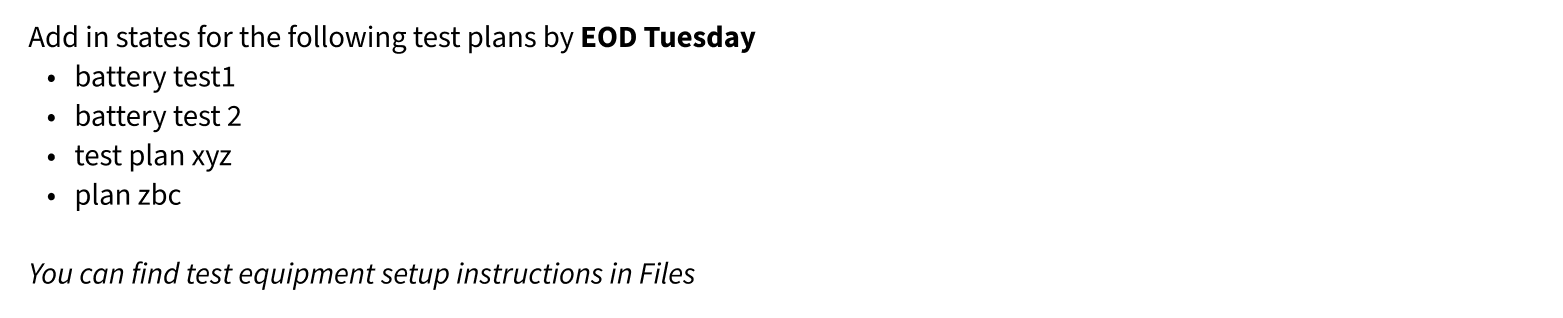 Add in states for the following test plans by EOD Tuesday
• battery test1
• battery test 2
• test plan xyz
• plan zbc
You can find test equipment setup instructions in Files